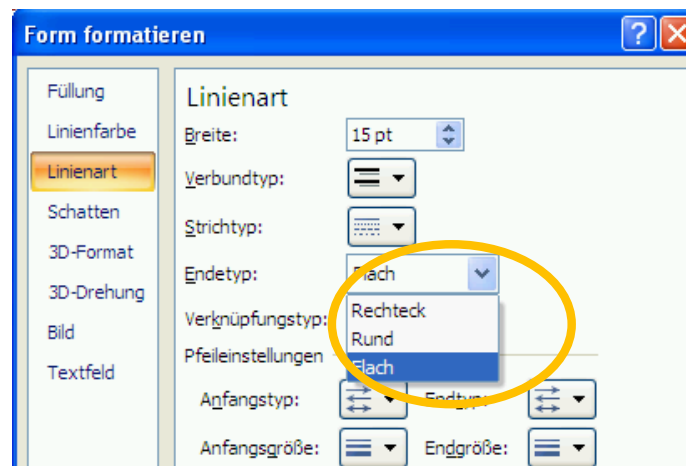 Form formatieren
Füllung
Linienfarbe
Linienart
Schatten
3D-Format
3D-Drehung
Bild
Textfeld
Linienart
Breite: 15 pt
Verbundtyp:
Strichtyp:
Endetyp: Flach
Rechteck
Rund
Flach
Verknüpfungstyp:
Pfeileinstellungen
Anfangstyp: Endtyp:
Anfangsgröße: Endgröße: